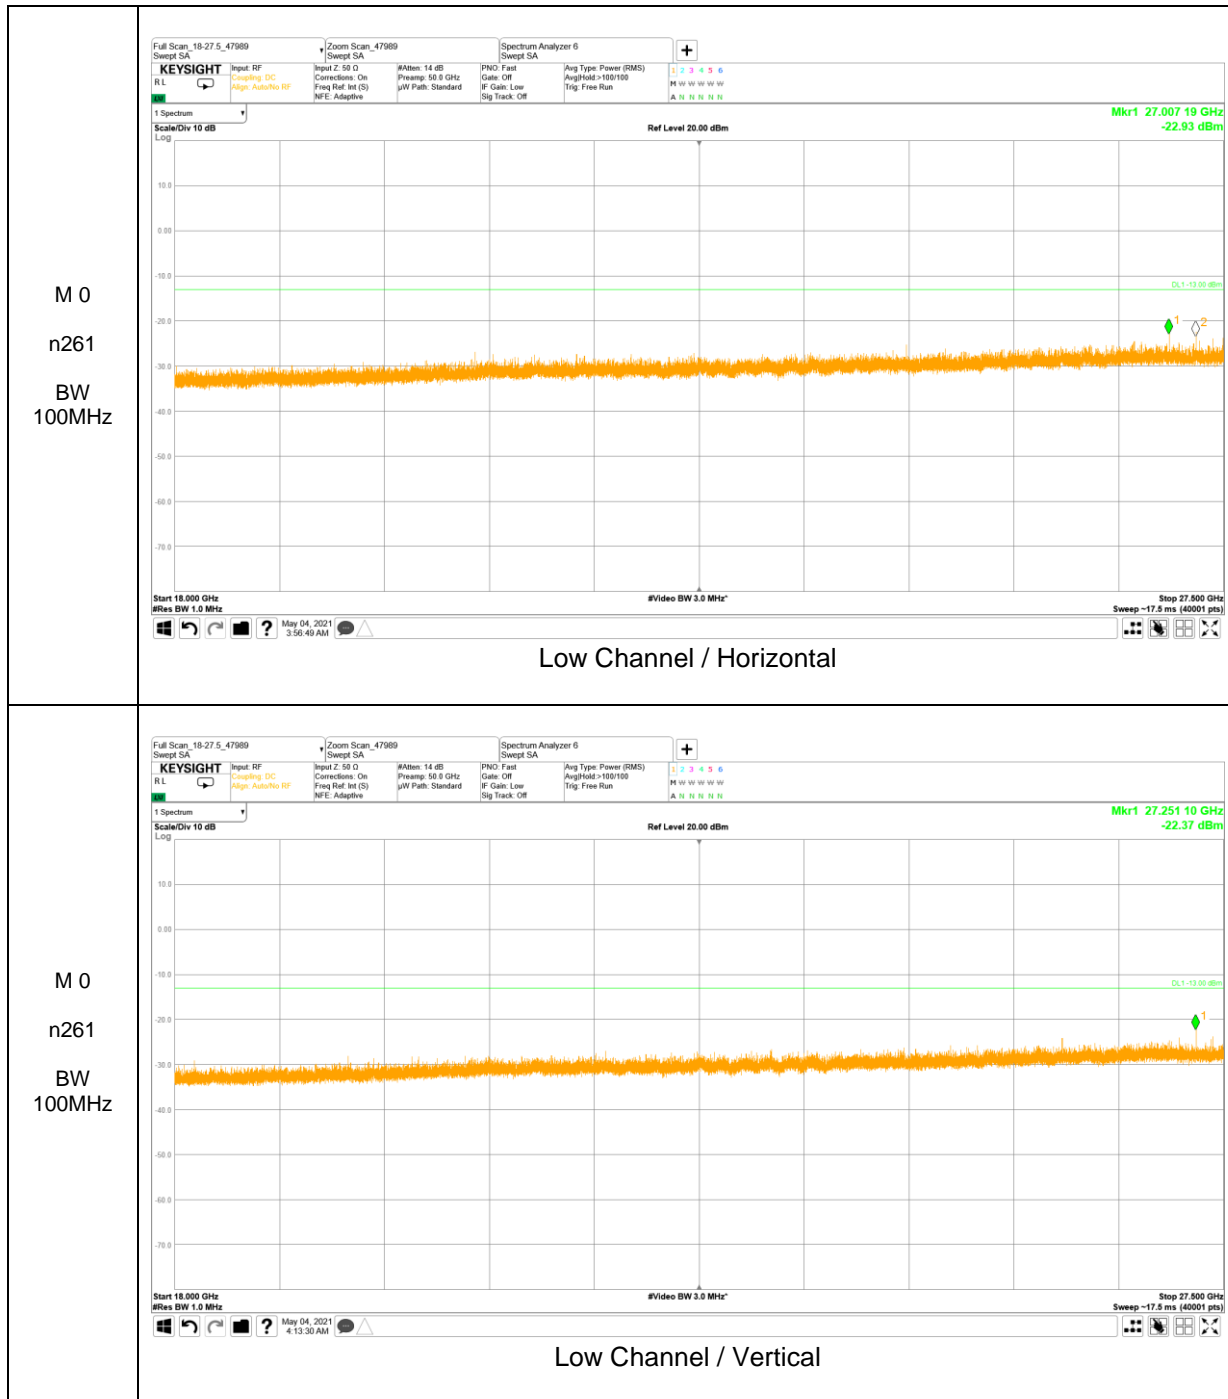 M 0
n261
BW
100MHz
Full Scan_18-27.5_47989
Swept SA
Zoom Scan_47989
Swept SA
Spectrum Analyzer 6
Swept SA
+
KEYSIGHT
R L
Input: RF
Coupling: DC
Align: Auto/No RF
Input Z: 50 Ω
Corrections: On
Freq Ref: Int (S)
NFE: Adaptive
#Atten: 14 dB
Preamp: 50.0 GHz
µW Path: Standard
PNO: Fast
Gate: Off
IF Gain: Low
Sig Track: Off
Avg Type: Power (RMS)
Avg|Hold:>100/100
Trig: Free Run
1 2 3 4 5 6
M W W W W W
A N N N N N
1 Spectrum
Scale/Div 10 dB
Log
Ref Level 20.00 dBm
Mkr1 27.007 19 GHz
-22.93 dBm
10.0
0.00
-10.0
DL1 -13.00 dBm
-20.0
1
2
-30.0
-40.0
-50.0
-60.0
-70.0
Start 18.000 GHz
#Res BW 1.0 MHz
#Video BW 3.0 MHz*
Stop 27.500 GHz
Sweep ~17.5 ms (40001 pts)
?
May 04, 2021
3:56:49 AM
Low Channel / Horizontal
M 0
n261
BW
100MHz
Full Scan_18-27.5_47989
Swept SA
Zoom Scan_47989
Swept SA
Spectrum Analyzer 6
Swept SA
+
KEYSIGHT
R L
Input: RF
Coupling: DC
Align: Auto/No RF
Input Z: 50 Ω
Corrections: On
Freq Ref: Int (S)
NFE: Adaptive
#Atten: 14 dB
Preamp: 50.0 GHz
µW Path: Standard
PNO: Fast
Gate: Off
IF Gain: Low
Sig Track: Off
Avg Type: Power (RMS)
Avg|Hold:>100/100
Trig: Free Run
1 2 3 4 5 6
M W W W W W
A N N N N N
1 Spectrum
Scale/Div 10 dB
Log
Ref Level 20.00 dBm
Mkr1 27.251 10 GHz
-22.37 dBm
10.0
0.00
-10.0
DL1 -13.00 dBm
-20.0
1
-30.0
-40.0
-50.0
-60.0
-70.0
Start 18.000 GHz
#Res BW 1.0 MHz
#Video BW 3.0 MHz*
Stop 27.500 GHz
Sweep ~17.5 ms (40001 pts)
?
May 04, 2021
4:13:30 AM
Low Channel / Vertical